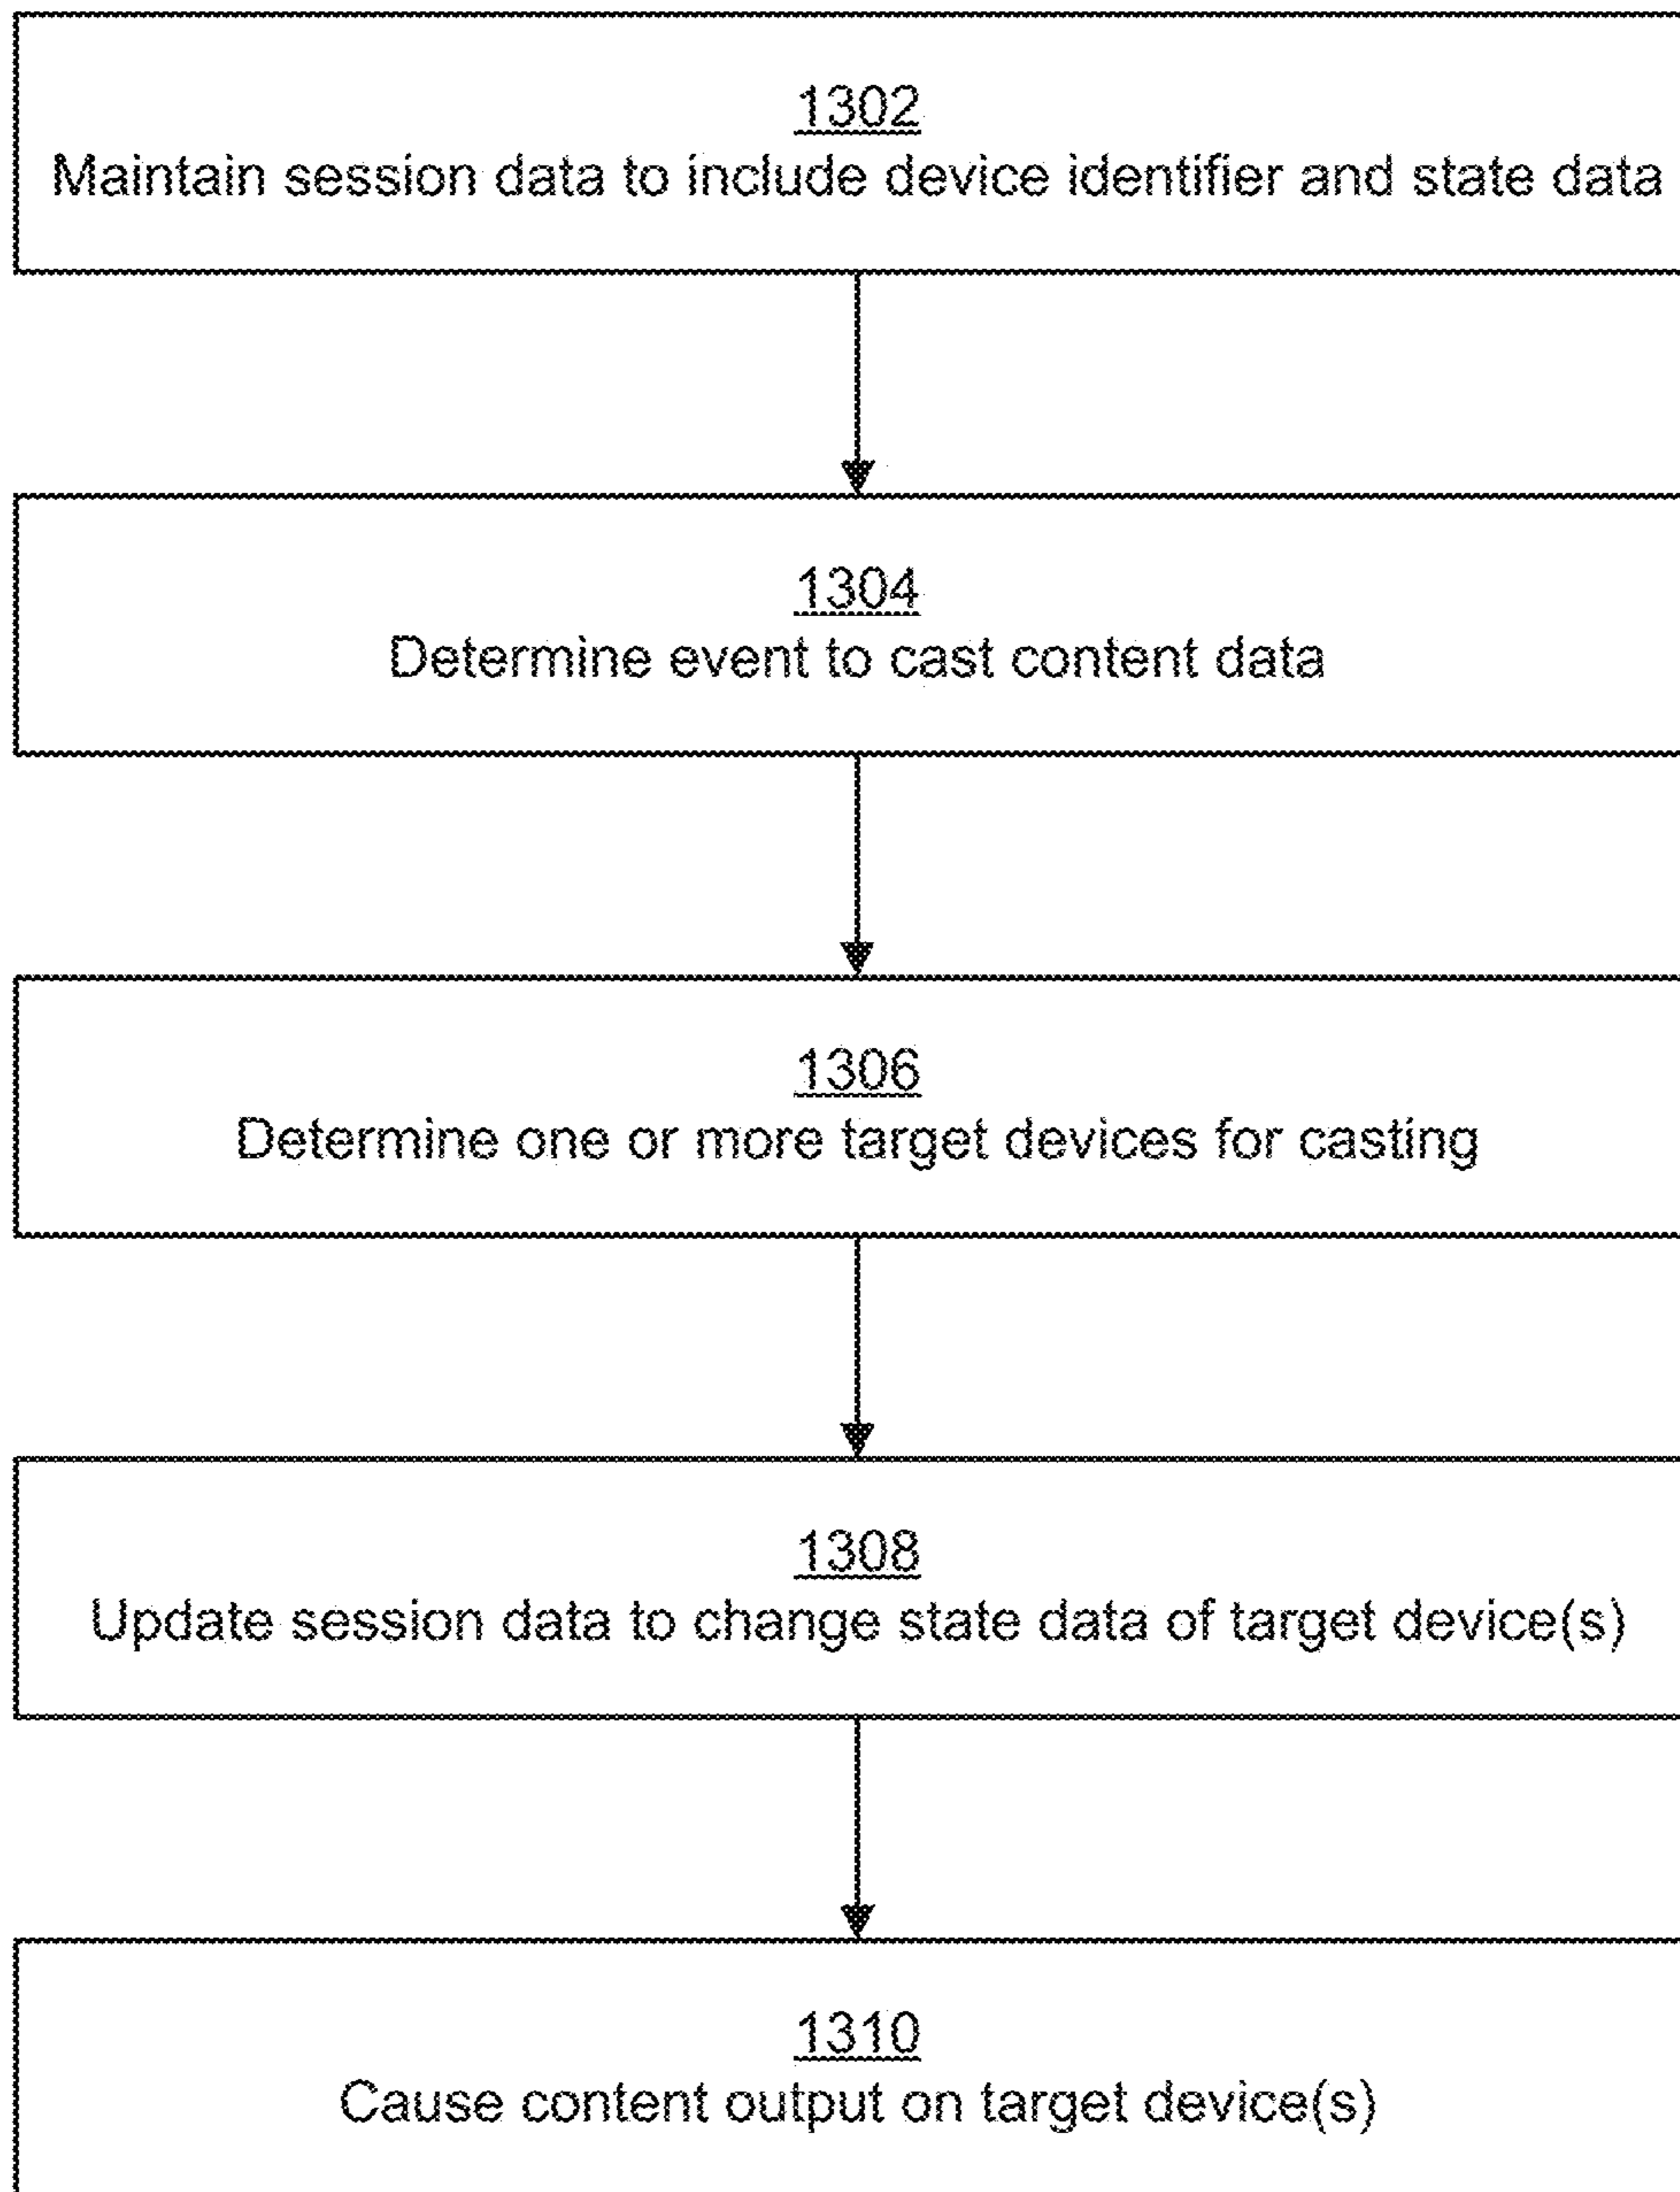 1302
Maintain session data to include device identifier and state data
1304
Determine event to cast content data
1306
Determine one or more target devices for casting
1308
Update session data to change state data of target device(s)
1310
Cause content output on target device(s)